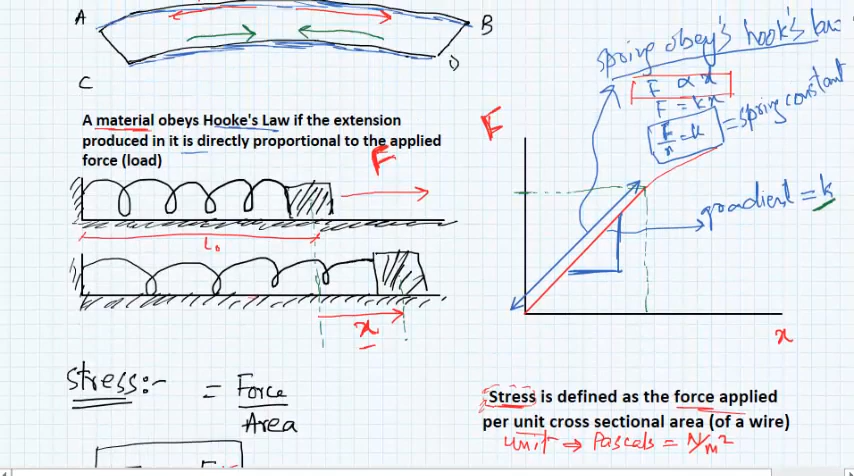 A
B
C
D
spring obey's hook's law
F ∝ x
F = kx
F/x = k = spring constant
A material obeys Hooke's Law if the extension
produced in it is directly proportional to the applied
force (load)
F
F
L₀
x
gradient = k
x
Stress:- = Force
Area
Stress is defined as the force applied
per unit cross sectional area (of a wire)
unit ⇒ Pascals = N/m²